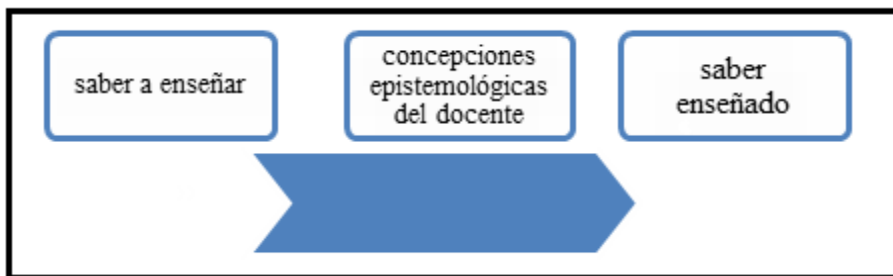 saber a enseñar
concepciones
epistemológicas
del docente
saber
enseñado